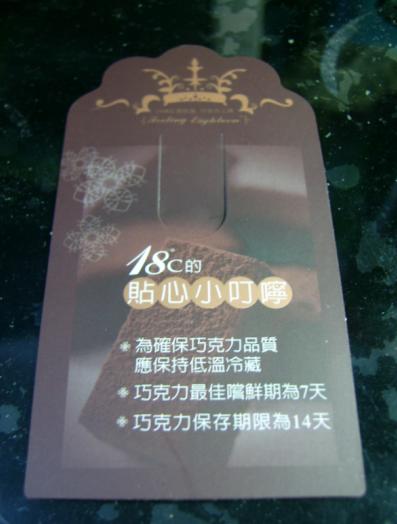 Feeling Eighteen
18°C的
貼心小叮嚀
為確保巧克力品質
應保持低溫冷藏
巧克力最佳嚐鮮期為7天
巧克力保存期限為14天